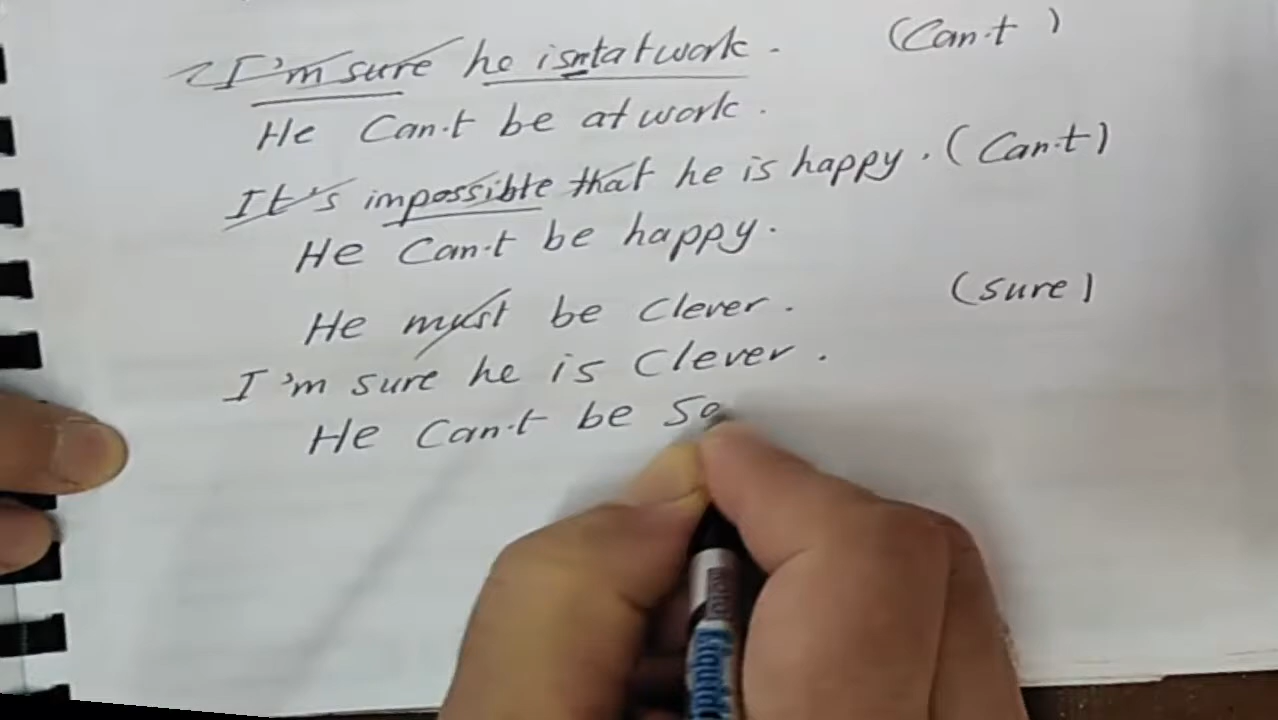 I'm sure he isn't at work. (Can't)
He Can't be at work.
It's impossible that he is happy. (Can't)
He Can't be happy.
He must be Clever. (sure)
I'm sure he is Clever.
He Can't be Sa